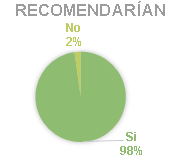 RECOMENDARÍAN
No
2%
Si
98%